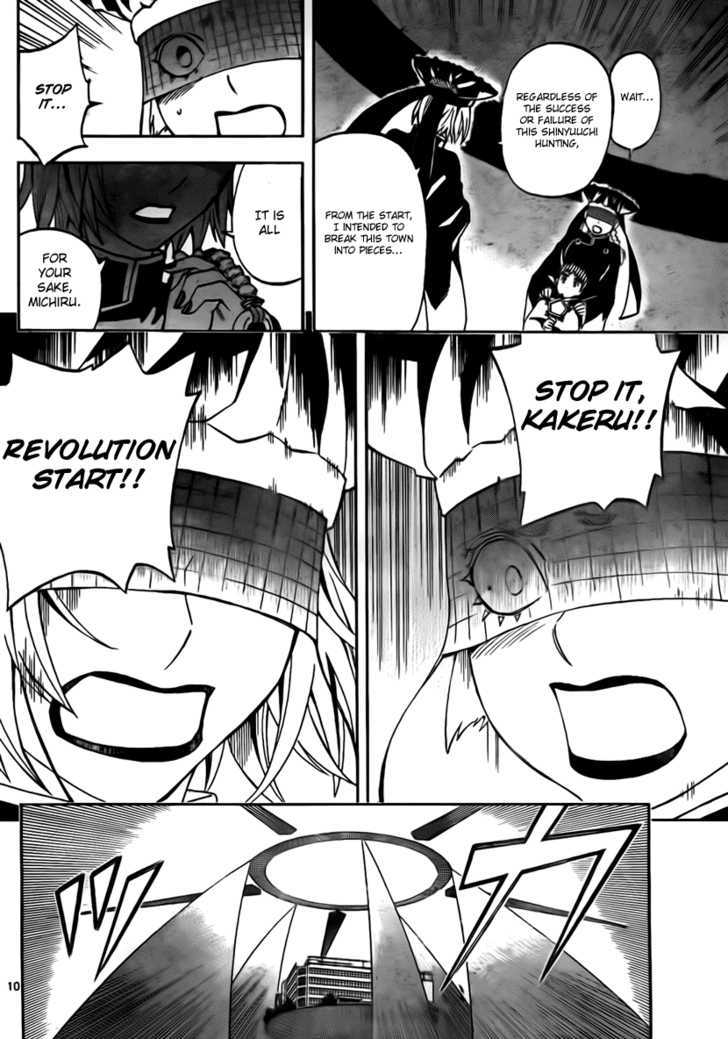 WAIT...
REGARDLESS OF
THE SUCCESS
OR FAILURE OF
THIS SHINYUUCHI
HUNTING,
FROM THE START,
I INTENDED TO
BREAK THIS TOWN
INTO PIECES...
STOP
IT...
IT IS
ALL
FOR
YOUR
SAKE,
MICHIRU.
STOP IT,
KAKERU!!
REVOLUTION
START!!
カ
10